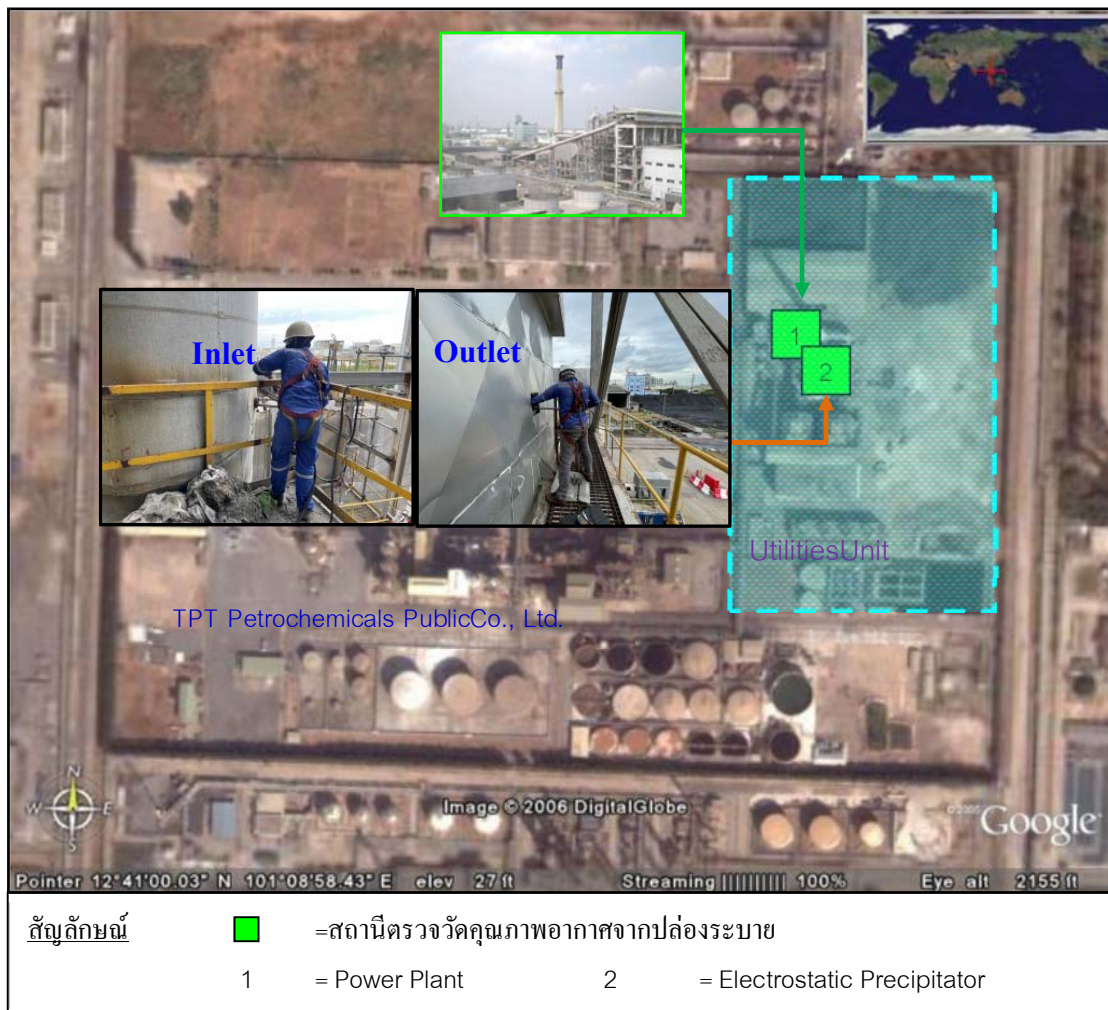 Inlet
Outlet
1
2
UtilitiesUnit
TPT Petrochemicals PublicCo., Ltd.
N
W E
S
Image © 2006 DigitalGlobe
Google
Pointer 12°41'00.03" N 101°08'58.43" E elev 27 ft Streaming |||||||||| 100% Eye alt 2155 ft
สัญลักษณ์ =สถานีตรวจวัดคุณภาพอากาศจากปล่องระบาย
1 = Power Plant 2 = Electrostatic Precipitator